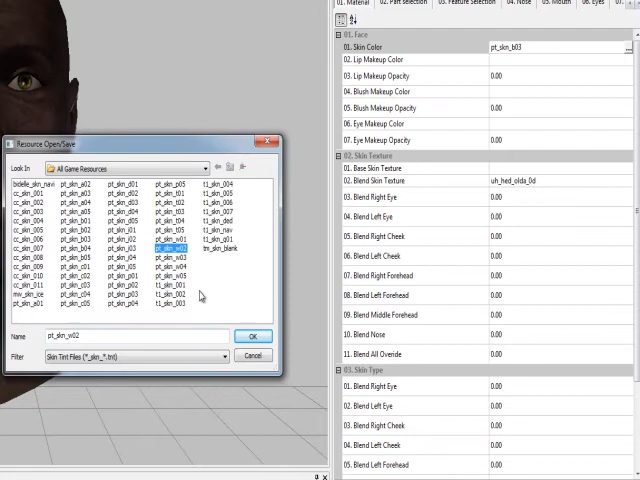 01. Material 02. Part selection 03. Feature Selection 04. Nose 05. Mouth 06. Eyes 07.
01. Face
01. Skin Color pt_skn_b03 ...
02. Lip Makeup Color
03. Lip Makeup Opacity 0.00
04. Blush Makeup Color
05. Blush Makeup Opacity 0.00
06. Eye Makeup Color
07. Eye Makeup Opacity 0.00
02. Skin Texture
01. Base Skin Texture
02. Blend Skin Texture uh_hed_olda_0d
03. Blend Right Eye 0.00
04. Blend Left Eye 0.00
05. Blend Right Cheek 0.00
06. Blend Left Cheek 0.00
07. Blend Right Forehead 0.00
08. Blend Left Forehead 0.00
09. Blend Middle Forehead 0.00
10. Blend Nose 0.00
11. Blend All Overide 0.00
03. Skin Type
01. Blend Right Eye 0.00
02. Blend Left Eye 0.00
03. Blend Right Cheek 0.00
04. Blend Left Cheek 0.00
05. Blend Left Forehead 0.00
Resource Open/Save
Look In All Game Resources
bidelle_skn_navi pt_skn_a02 pt_skn_d01 pt_skn_p05 t1_skn_004
cc_skn_001 pt_skn_a03 pt_skn_d02 pt_skn_t01 t1_skn_005
cc_skn_002 pt_skn_a04 pt_skn_d03 pt_skn_t02 t1_skn_006
cc_skn_003 pt_skn_a05 pt_skn_d04 pt_skn_t03 t1_skn_007
cc_skn_004 pt_skn_b01 pt_skn_d05 pt_skn_t04 t1_skn_ded
cc_skn_005 pt_skn_b02 pt_skn_i01 pt_skn_t05 t1_skn_nav
cc_skn_006 pt_skn_b03 pt_skn_i02 pt_skn_w01 t1_skn_q01
cc_skn_007 pt_skn_b04 pt_skn_i03 pt_skn_w02 tm_skn_blank
cc_skn_008 pt_skn_b05 pt_skn_i04 pt_skn_w03
cc_skn_009 pt_skn_c01 pt_skn_i05 pt_skn_w04
cc_skn_010 pt_skn_c02 pt_skn_p01 pt_skn_w05
cc_skn_011 pt_skn_c03 pt_skn_p02 t1_skn_001
mw_skn_ice pt_skn_c04 pt_skn_p03 t1_skn_002
pt_skn_a01 pt_skn_c05 pt_skn_p04 t1_skn_003
Name pt_skn_w02 OK
Filter Skin Tint Files (*_skn_*.tnt) Cancel